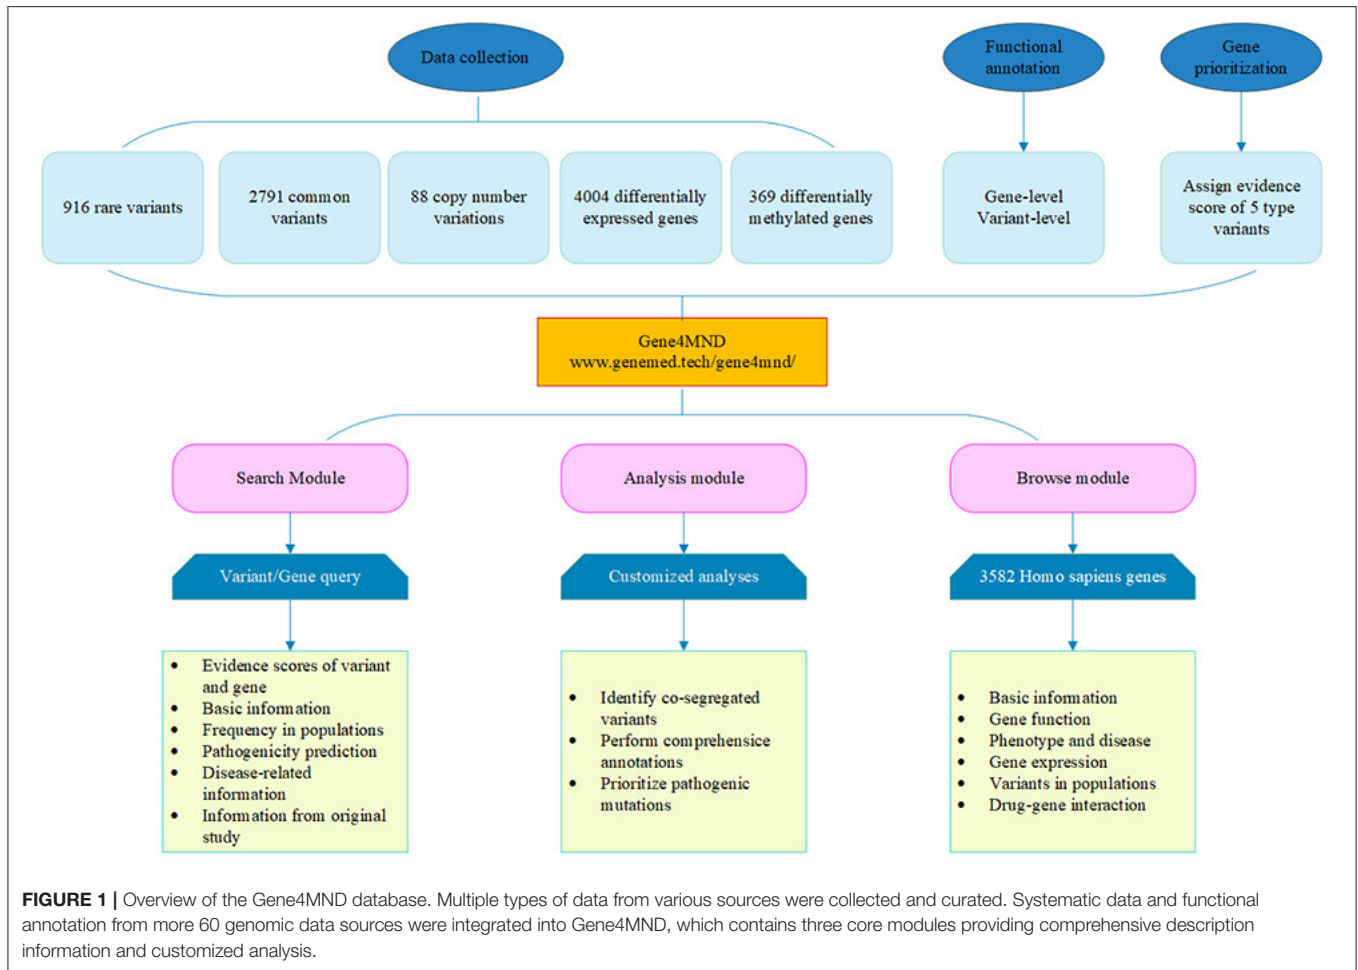 Data collection
Functional
annotation
Gene
prioritization
916 rare variants
2791 common
variants
88 copy number
variations
4004 differentially
expressed genes
369 differentially
methylated genes
Gene-level
Variant-level
Assign evidence
score of 5 type
variants
Gene4MND
www.genemed.tech/gene4mnd/
Search Module
Analysis module
Browse module
Variant/Gene query
Customized analyses
3582 Homo sapiens genes
• Evidence scores of variant
and gene
• Basic information
• Frequency in populations
• Pathogenicity prediction
• Disease-related
information
• Information from original
study
• Identify co-segregated
variants
• Perform comprehensice
annotations
• Prioritize pathogenic
mutations
• Basic information
• Gene function
• Phenotype and disease
• Gene expression
• Variants in populations
• Drug-gene interaction
FIGURE 1 | Overview of the Gene4MND database. Multiple types of data from various sources were collected and curated. Systematic data and functional
annotation from more 60 genomic data sources were integrated into Gene4MND, which contains three core modules providing comprehensive description
information and customized analysis.